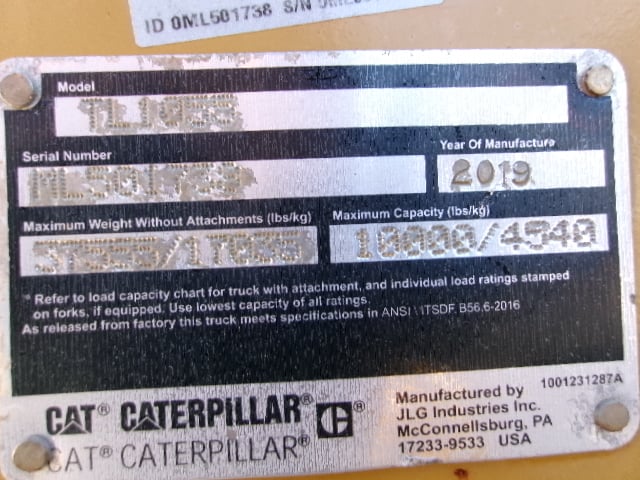 ID 0ML501738 S/N
Model
TL1055
Serial Number
Year Of Manufacture
ML501738
2019
Maximum Weight Without Attachments (lbs/kg)
Maximum Capacity (lbs/kg)
10000/4540
* Refer to load capacity chart for truck with attachment, and individual load ratings stamped
on forks, if equipped. Use lowest capacity of all ratings.
As released from factory this truck meets specifications in ANSI \ ITSDF B56.6-2016
CAT® CATERPILLAR®
CAT® CATERPILLAR®
Manufactured by
JLG Industries Inc.
McConnellsburg, PA
17233-9533 USA
1001231287A